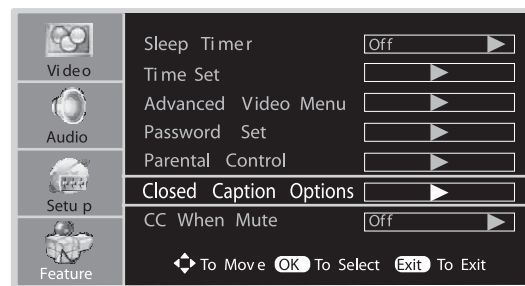 Video
Audio
Setup
Feature
Sleep Timer Off
Time Set
Advanced Video Menu
Password Set
Parental Control
Closed Caption Options
CC When Mute Off
To Move OK To Select Exit To Exit